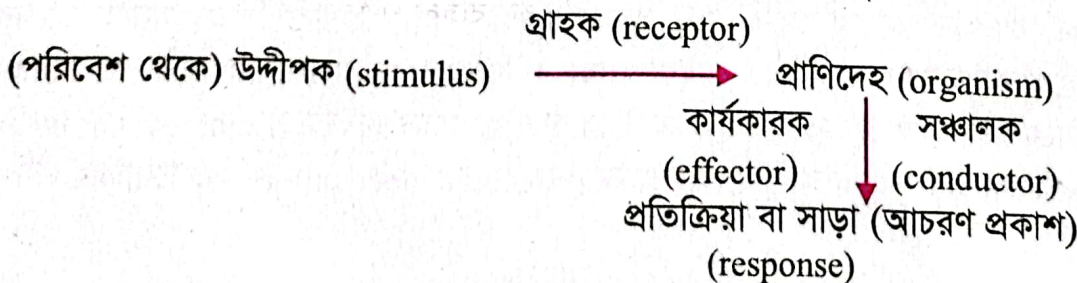 গ্রাহক (receptor)
(পরিবেশ থেকে) উদ্দীপক (stimulus) প্রাণিদেহ (organism)
কার্যকারক সঞ্চালক
(effector) (conductor)
প্রতিক্রিয়া বা সাড়া (আচরণ প্রকাশ)
(response)